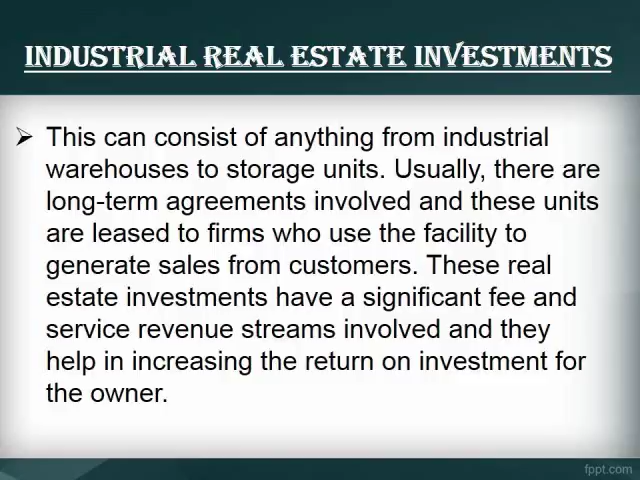 INDUSTRIAL REAL ESTATE INVESTMENTS
➢ This can consist of anything from industrial
warehouses to storage units. Usually, there are
long-term agreements involved and these units
are leased to firms who use the facility to
generate sales from customers. These real
estate investments have a significant fee and
service revenue streams involved and they
help in increasing the return on investment for
the owner.
fppt.com